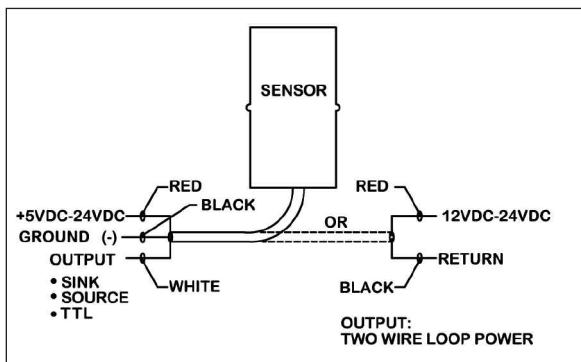 SENSOR
RED
BLACK
+5VDC-24VDC
GROUND (-)
OUTPUT
• SINK
• SOURCE
• TTL
WHITE
OR
RED
12VDC-24VDC
RETURN
BLACK
OUTPUT:
TWO WIRE LOOP POWER